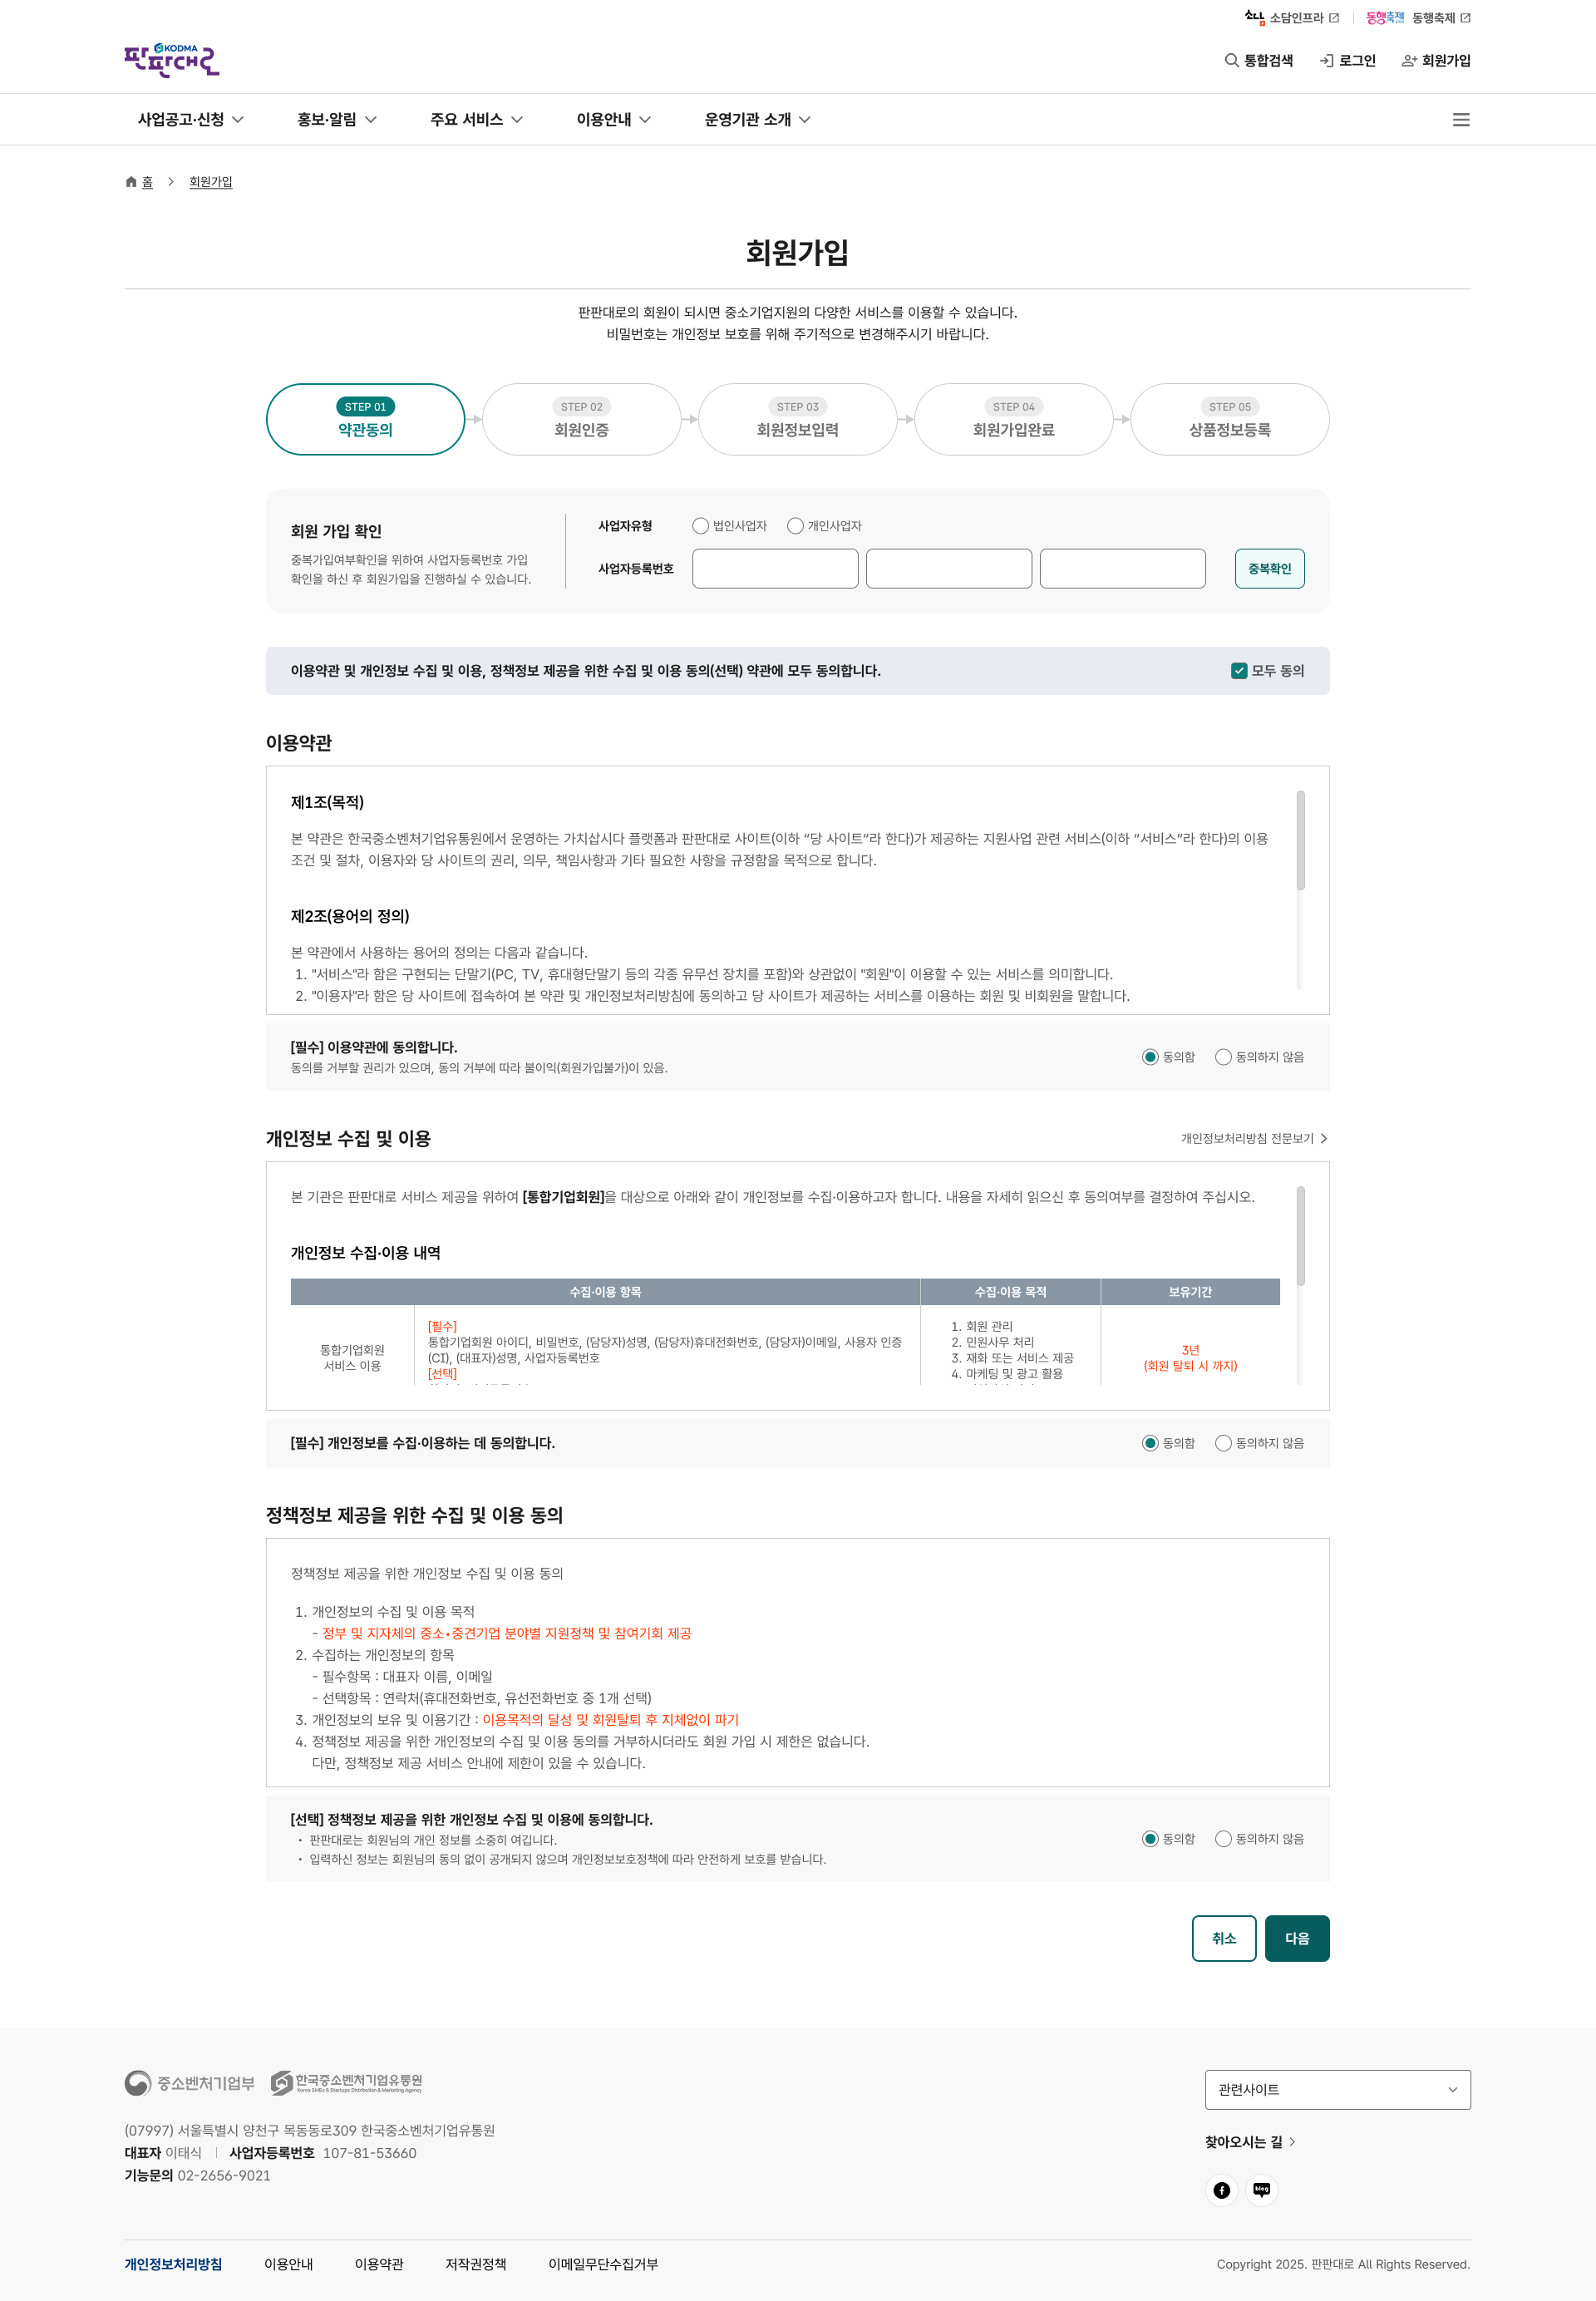 소담 소담인프라
동행축제 동행축제
KODMA
판판대로
통합검색
로그인
회원가입
사업공고·신청
홍보·알림
주요 서비스
이용안내
운영기관 소개
홈
회원가입
회원가입
판판대로의 회원이 되시면 중소기업지원의 다양한 서비스를 이용할 수 있습니다.
비밀번호는 개인정보 보호를 위해 주기적으로 변경해주시기 바랍니다.
STEP 01
약관동의
STEP 02
회원인증
STEP 03
회원정보입력
STEP 04
회원가입완료
STEP 05
상품정보등록
회원 가입 확인
중복가입여부확인을 위하여 사업자등록번호 가입
확인을 하신 후 회원가입을 진행하실 수 있습니다.
사업자유형
법인사업자
개인사업자
사업자등록번호
중복확인
이용약관 및 개인정보 수집 및 이용, 정책정보 제공을 위한 수집 및 이용 동의(선택) 약관에 모두 동의합니다.
모두 동의
이용약관
제1조(목적)
본 약관은 한국중소벤처기업유통원에서 운영하는 가치삽시다 플랫폼과 판판대로 사이트(이하 “당 사이트“라 한다)가 제공하는 지원사업 관련 서비스(이하 “서비스”라 한다)의 이용
조건 및 절차, 이용자와 당 사이트의 권리, 의무, 책임사항과 기타 필요한 사항을 규정함을 목적으로 합니다.
제2조(용어의 정의)
본 약관에서 사용하는 용어의 정의는 다음과 같습니다.
1. "서비스"라 함은 구현되는 단말기(PC, TV, 휴대형단말기 등의 각종 유무선 장치를 포함)와 상관없이 "회원"이 이용할 수 있는 서비스를 의미합니다.
2. "이용자"라 함은 당 사이트에 접속하여 본 약관 및 개인정보처리방침에 동의하고 당 사이트가 제공하는 서비스를 이용하는 회원 및 비회원을 말합니다.
[필수] 이용약관에 동의합니다.
동의를 거부할 권리가 있으며, 동의 거부에 따라 불이익(회원가입불가)이 있음.
동의함
동의하지 않음
개인정보 수집 및 이용
개인정보처리방침 전문보기
본 기관은 판판대로 서비스 제공을 위하여 [통합기업회원]을 대상으로 아래와 같이 개인정보를 수집·이용하고자 합니다. 내용을 자세히 읽으신 후 동의여부를 결정하여 주십시오.
개인정보 수집·이용 내역
수집·이용 항목
수집·이용 목적
보유기간
통합기업회원
서비스 이용
[필수]
통합기업회원 아이디, 비밀번호, (담당자)성명, (담당자)휴대전화번호, (담당자)이메일, 사용자 인증
(CI), (대표자)성명, 사업자등록번호
[선택]
1. 회원 관리
2. 민원사무 처리
3. 재화 또는 서비스 제공
4. 마케팅 및 광고 활용
3년
(회원 탈퇴 시 까지)
[필수] 개인정보를 수집·이용하는 데 동의합니다.
동의함
동의하지 않음
정책정보 제공을 위한 수집 및 이용 동의
정책정보 제공을 위한 개인정보 수집 및 이용 동의
1. 개인정보의 수집 및 이용 목적
- 정부 및 지자체의 중소•중견기업 분야별 지원정책 및 참여기회 제공
2. 수집하는 개인정보의 항목
- 필수항목 : 대표자 이름, 이메일
- 선택항목 : 연락처(휴대전화번호, 유선전화번호 중 1개 선택)
3. 개인정보의 보유 및 이용기간 : 이용목적의 달성 및 회원탈퇴 후 지체없이 파기
4. 정책정보 제공을 위한 개인정보의 수집 및 이용 동의를 거부하시더라도 회원 가입 시 제한은 없습니다.
다만, 정책정보 제공 서비스 안내에 제한이 있을 수 있습니다.
[선택] 정책정보 제공을 위한 개인정보 수집 및 이용에 동의합니다.
• 판판대로는 회원님의 개인 정보를 소중히 여깁니다.
• 입력하신 정보는 회원님의 동의 없이 공개되지 않으며 개인정보보호정책에 따라 안전하게 보호를 받습니다.
동의함
동의하지 않음
취소
다음
중소벤처기업부
한국중소벤처기업유통원
Korea SMEs & Startups Distribution & Marketing Agency
(07997) 서울특별시 양천구 목동동로309 한국중소벤처기업유통원
대표자 이태식
사업자등록번호 107-81-53660
기능문의 02-2656-9021
관련사이트
찾아오시는 길
blog
개인정보처리방침
이용안내
이용약관
저작권정책
이메일무단수집거부
Copyright 2025. 판판대로 All Rights Reserved.